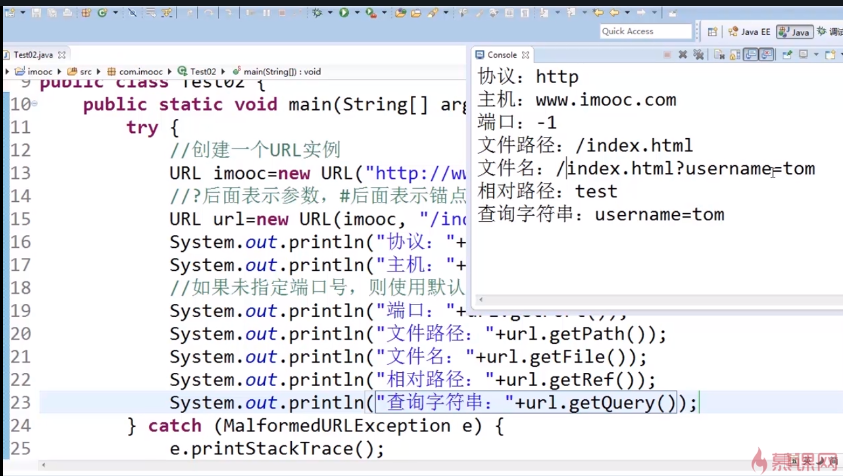 Quick Access
Java EE
Java
调试
Test02.java
Console
imooc
src
com.imooc
Test02
main(String[]) : void
协议：http
主机：www.imooc.com
端口：-1
文件路径：/index.html
文件名：/index.html?username=tom
相对路径：test
查询字符串：username=tom
9 public class Test02 {
10 public static void main(String[] arg
11 try {
12 //创建一个URL实例
13 URL imooc=new URL("http://ww
14 //?后面表示参数，#后面表示锚点
15 URL url=new URL(imooc, "/ind
16 System.out.println("协议："+
17 System.out.println("主机："+
18 //如果未指定端口号，则使用默认
19 System.out.println("端口："+url.getPort());
20 System.out.println("文件路径："+url.getPath());
21 System.out.println("文件名："+url.getFile());
22 System.out.println("相对路径："+url.getRef());
23 System.out.println("查询字符串："+url.getQuery());
24 } catch (MalformedURLException e) {
25 e.printStackTrace();
慕课网